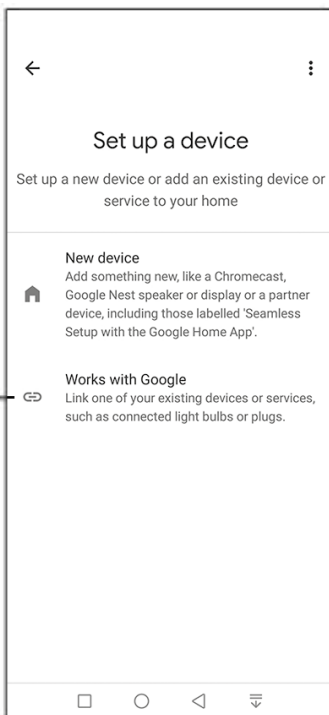 Set up a device
Set up a new device or add an existing device or
service to your home
New device
Add something new, like a Chromecast,
Google Nest speaker or display or a partner
device, including those labelled 'Seamless
Setup with the Google Home App'.
Works with Google
Link one of your existing devices or services,
such as connected light bulbs or plugs.